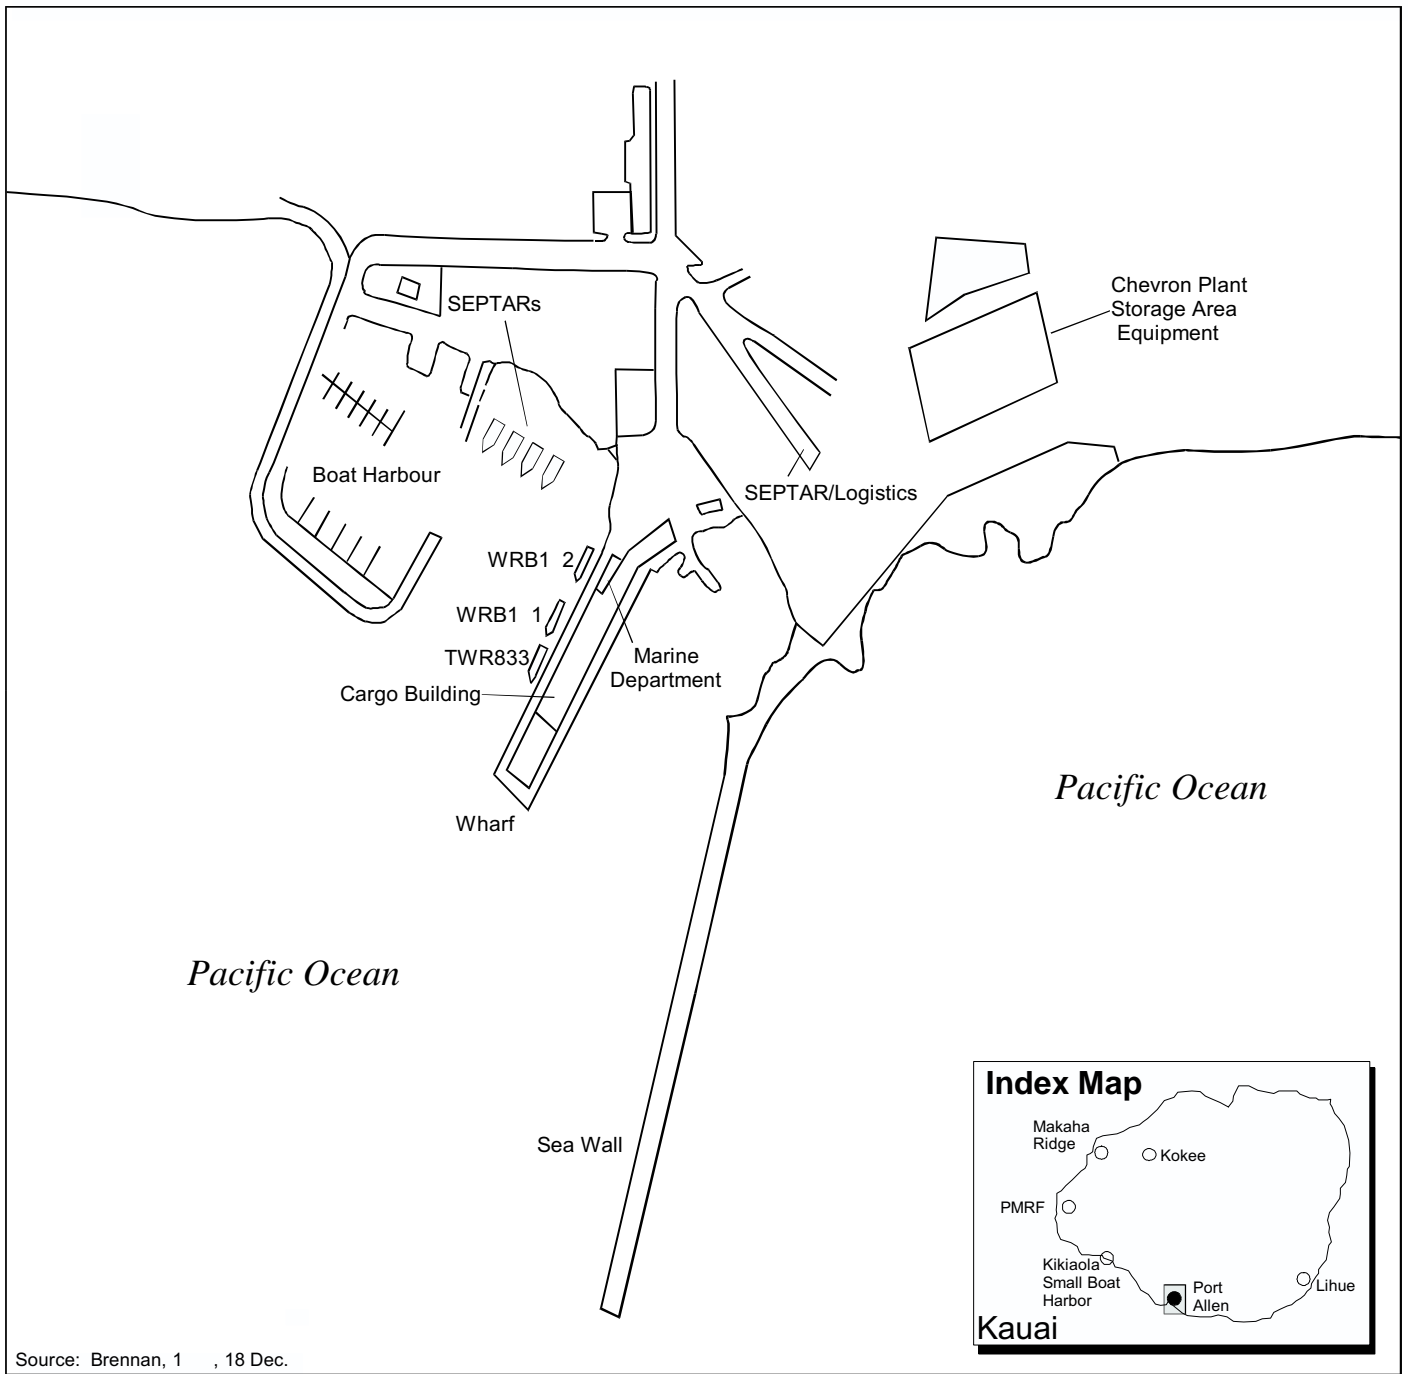 Chevron Plant
Storage Area
Equipment
SEPTARs
Boat Harbour
SEPTAR/Logistics
WRB1 2
WRB1 1
TWR833
Marine
Department
Cargo Building
Wharf
Pacific Ocean
Pacific Ocean
Sea Wall
Index Map
Makaha
Ridge
Kokee
PMRF
Kikiaola
Small Boat
Harbor
Port
Allen
Lihue
Kauai
Source: Brennan, 1 , 18 Dec.